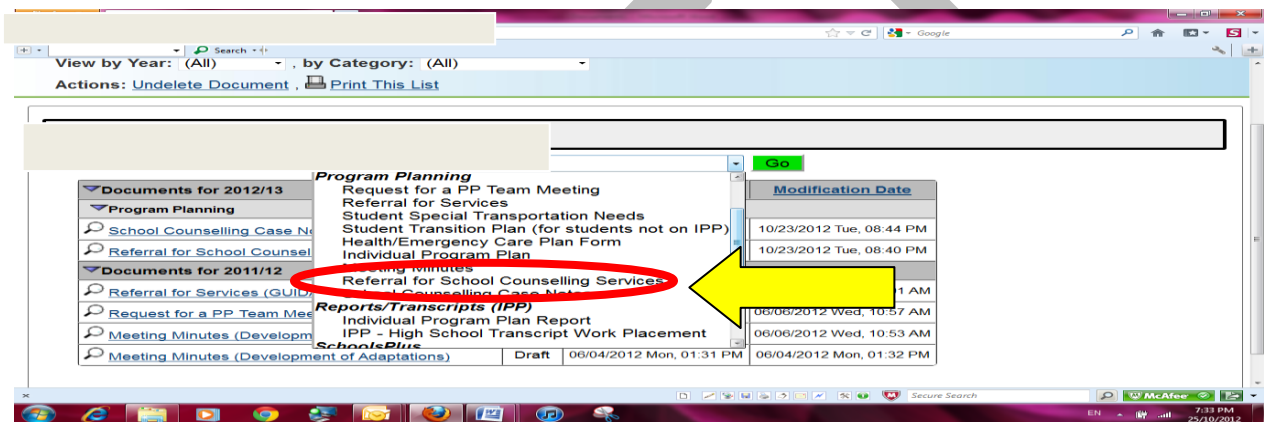 Google
Search
View by Year: (All) , by Category: (All)
Actions: Undelete Document , Print This List
Go
Program Planning
Request for a PP Team Meeting
Referral for Services
Student Special Transportation Needs
Student Transition Plan (for students not on IPP)
Health/Emergency Care Plan Form
Individual Program Plan
Meeting Minutes
Referral for School Counselling Services
School Counselling Case Notes
Reports/Transcripts (IPP)
Individual Program Plan Report
IPP - High School Transcript Work Placement
SchoolsPlus
Documents for 2012/13 Modification Date
Program Planning
School Counselling Case 10/23/2012 Tue, 08:44 PM
Referral for School Counsel 10/23/2012 Tue, 08:40 PM
Documents for 2011/12
Referral for Services AM
Request for a PP Team 06/06/2012 Wed, 10:57 AM
Meeting Minutes (Developm 06/06/2012 Wed, 10:53 AM
Meeting Minutes (Development of Adaptations) Draft 06/04/2012 Mon, 01:31 PM 06/04/2012 Mon, 01:32 PM
Secure Search McAfee
EN 7:33 PM
25/10/2012